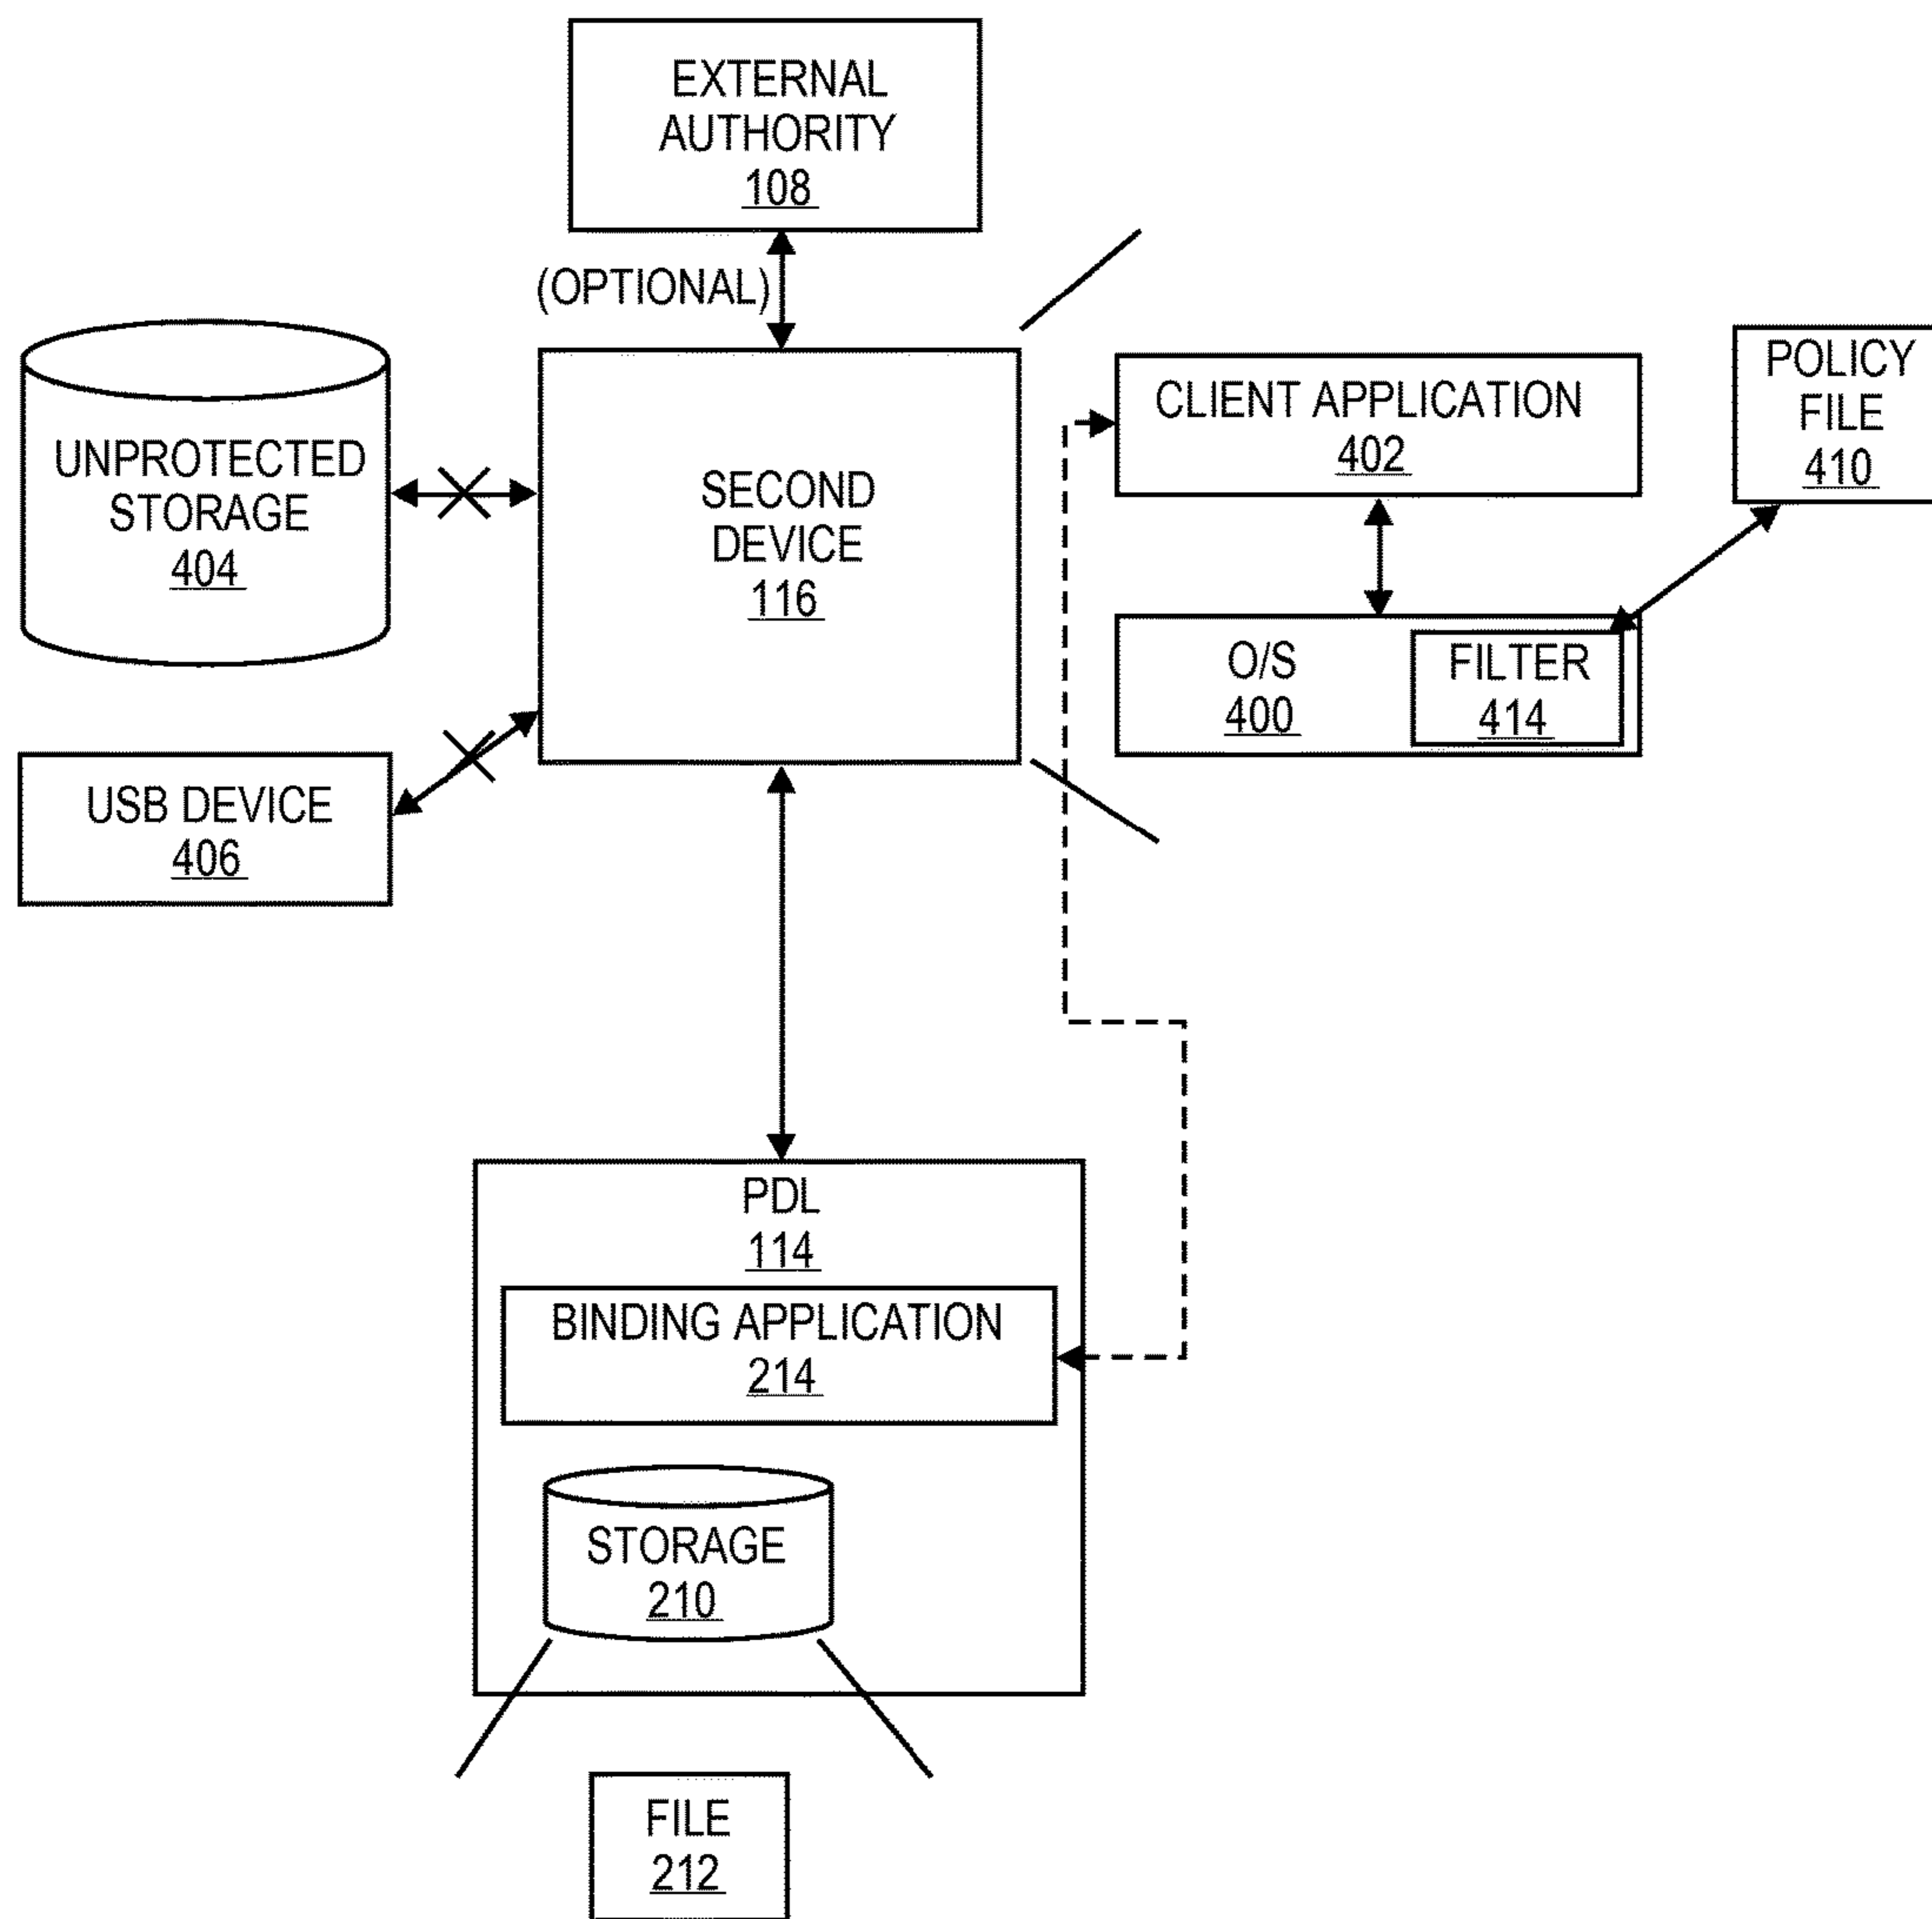 EXTERNAL
AUTHORITY
108
(OPTIONAL)
UNPROTECTED
STORAGE
404
SECOND
DEVICE
116
CLIENT APPLICATION
402
POLICY
FILE
410
O/S
400
FILTER
414
USB DEVICE
406
PDL
114
BINDING APPLICATION
214
STORAGE
210
FILE
212